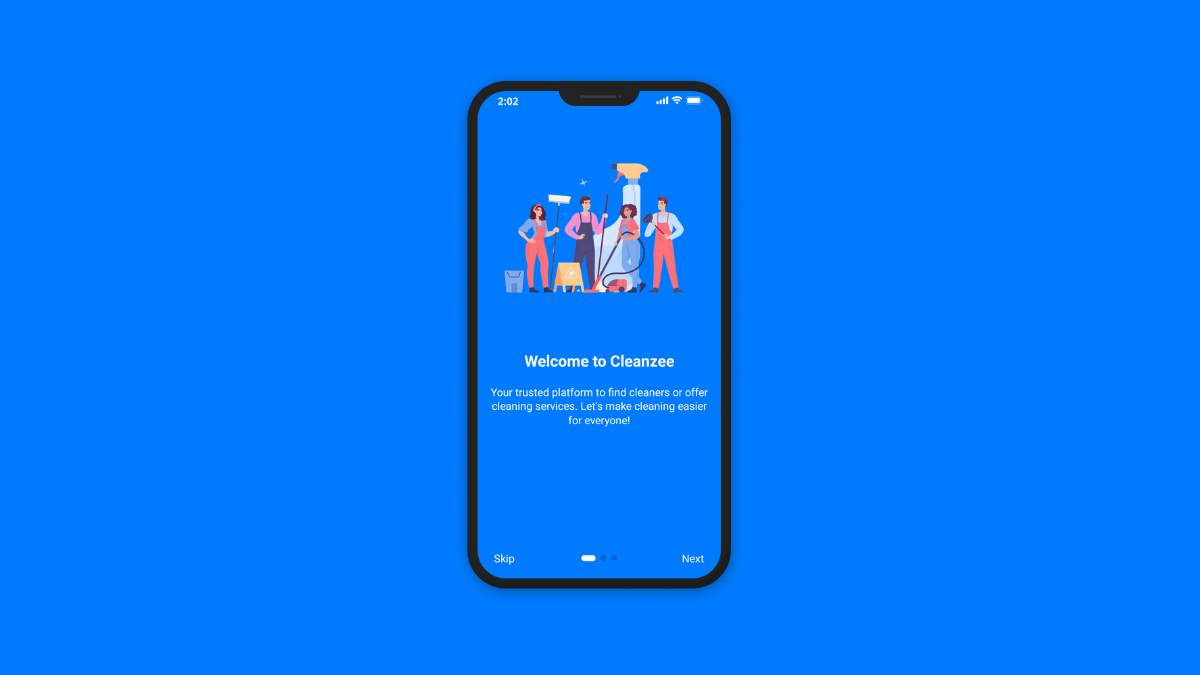 2:02
Welcome to Cleanzee
Your trusted platform to find cleaners or offer
cleaning services. Let's make cleaning easier
for everyone!
Skip
Next